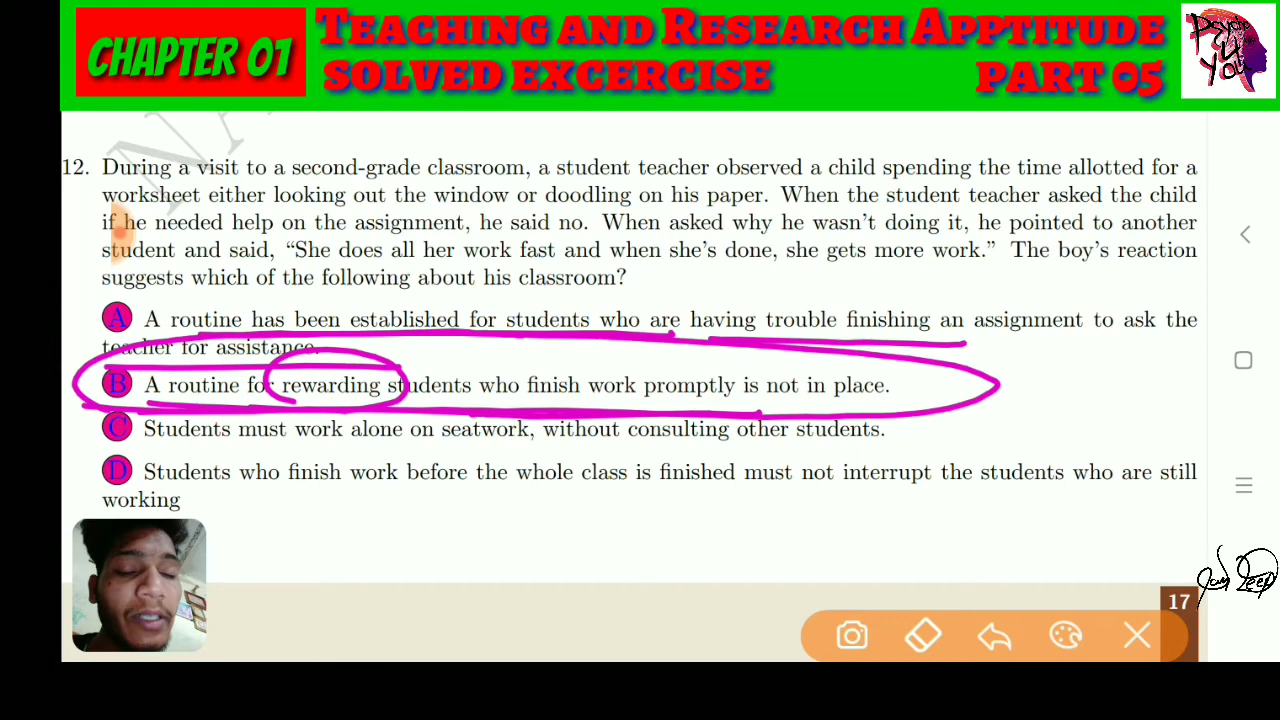 CHAPTER 01
TEACHING AND RESEARCH APPTITUDE
SOLVED EXCERCISE PART 05
Psycho
4
You
NA
12. During a visit to a second-grade classroom, a student teacher observed a child spending the time allotted for a
worksheet either looking out the window or doodling on his paper. When the student teacher asked the child
if he needed help on the assignment, he said no. When asked why he wasn't doing it, he pointed to another
student and said, “She does all her work fast and when she's done, she gets more work.” The boy's reaction
suggests which of the following about his classroom?
A A routine has been established for students who are having trouble finishing an assignment to ask the
teacher for assistance.
B A routine for rewarding students who finish work promptly is not in place.
C Students must work alone on seatwork, without consulting other students.
D Students who finish work before the whole class is finished must not interrupt the students who are still
working
17